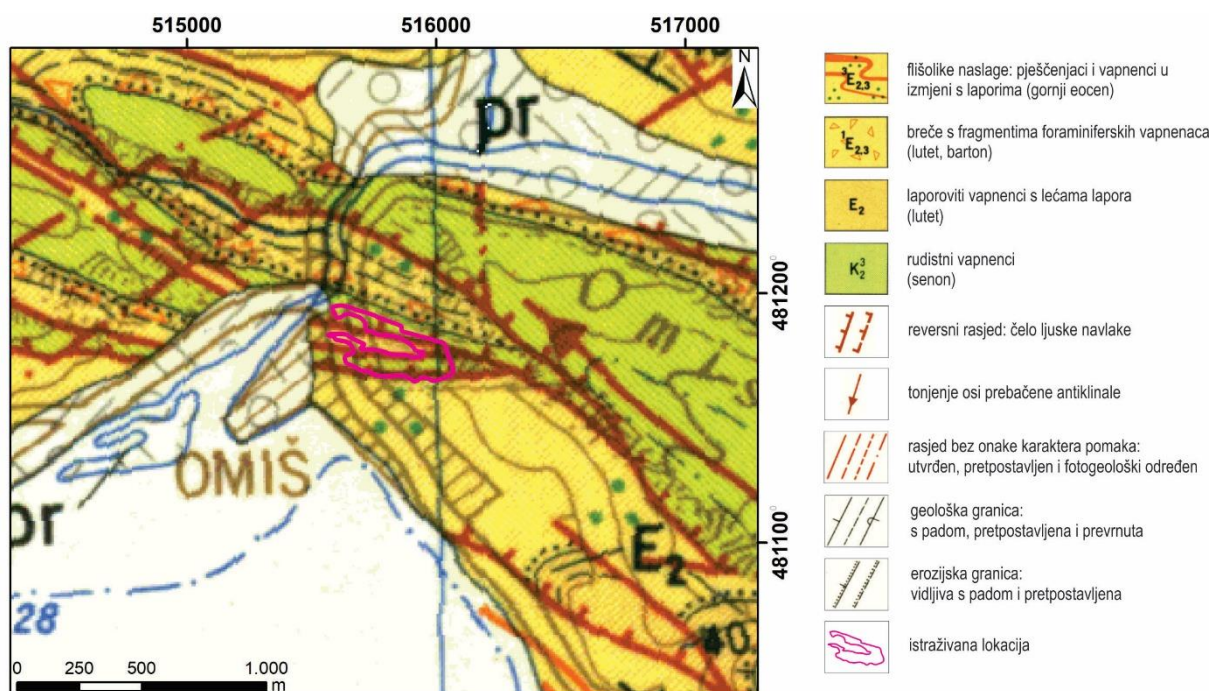 515000
516000
517000
N
pr
481200
OMIŠ
pr
E₂
481100
28
40
0 250 500 1.000
m
³E₂,₃
flišolike naslage: pješčenjaci i vapnenci u
izmjeni s laporima (gornji eocen)
¹E₂,₃
breče s fragmentima foraminiferskih vapnenaca
(lutet, barton)
E₂
laporoviti vapnenci s lećama lapora
(lutet)
K₂³
rudistni vapnenci
(senon)
reversni rasjed: čelo ljuske navlake
tonjenje osi prebačene antiklinale
rasjed bez onake karaktera pomaka:
utvrđen, pretpostavljen i fotogeološki određen
geološka granica:
s padom, pretpostavljena i prevrnuta
erozijska granica:
vidljiva s padom i pretpostavljena
istraživana lokacija